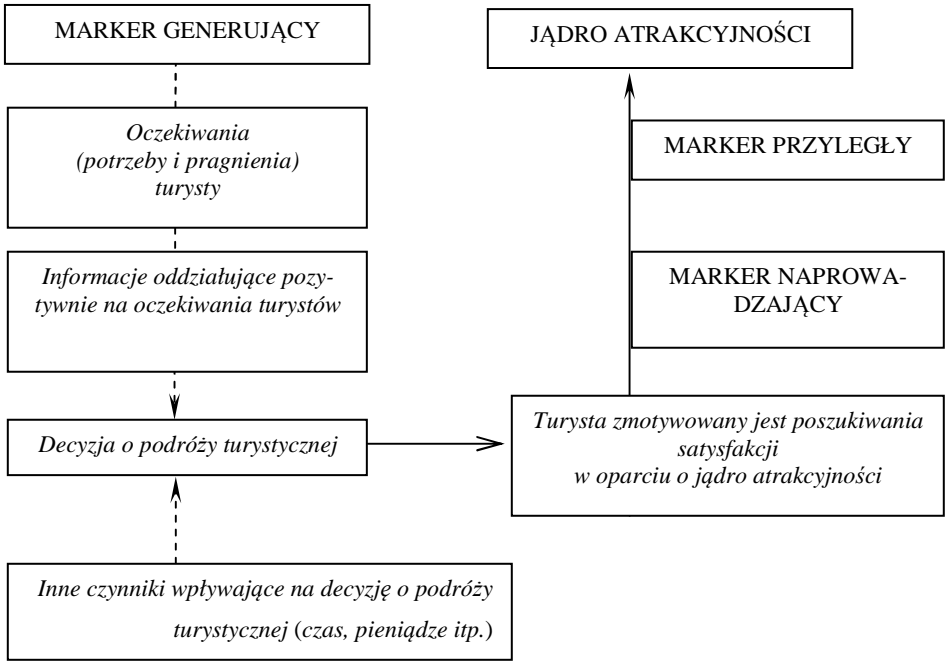 MARKER GENERUJĄCY
Oczekiwania
(potrzeby i pragnienia)
turysty
Informacje oddziałujące pozy-
tywnie na oczekiwania turystów
Decyzja o podróży turystycznej
Inne czynniki wpływające na decyzję o podróży
turystycznej (czas, pieniądze itp.)
JĄDRO ATRAKCYJNOŚCI
MARKER PRZYLEGŁY
MARKER NAPROWA-
DZAJĄCY
Turysta zmotywowany jest poszukiwania
satysfakcji
w oparciu o jądro atrakcyjności